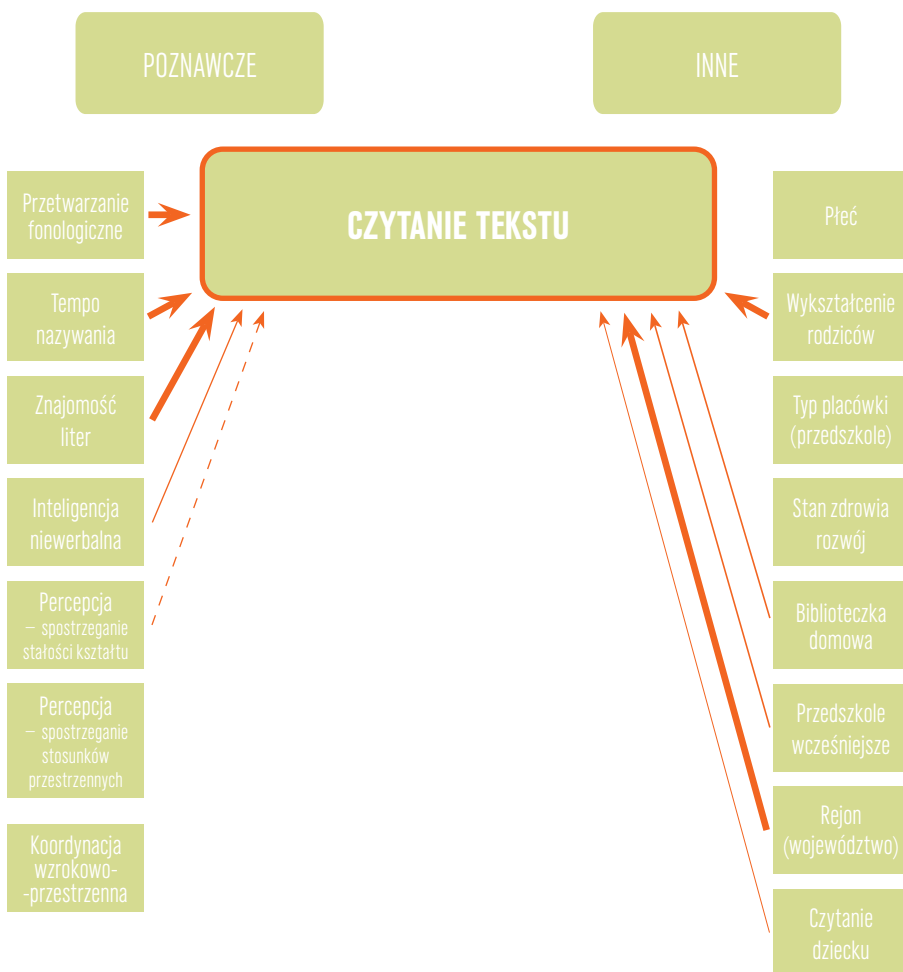 POZNAWCZE
INNE
CZYTANIE TEKSTU
Przetwarzanie
fonologiczne
Tempo
nazywania
Znajomość
liter
Inteligencja
niewerbalna
Percepcja
– spostrzeganie
stałości kształtu
Percepcja
– spostrzeganie
stosunków
przestrzennych
Koordynacja
wzrokowo-
-przestrzenna
Płeć
Wykształcenie
rodziców
Typ placówki
(przedszkole)
Stan zdrowia
rozwój
Biblioteczka
domowa
Przedszkole
wcześniejsze
Rejon
(województwo)
Czytanie
dziecku